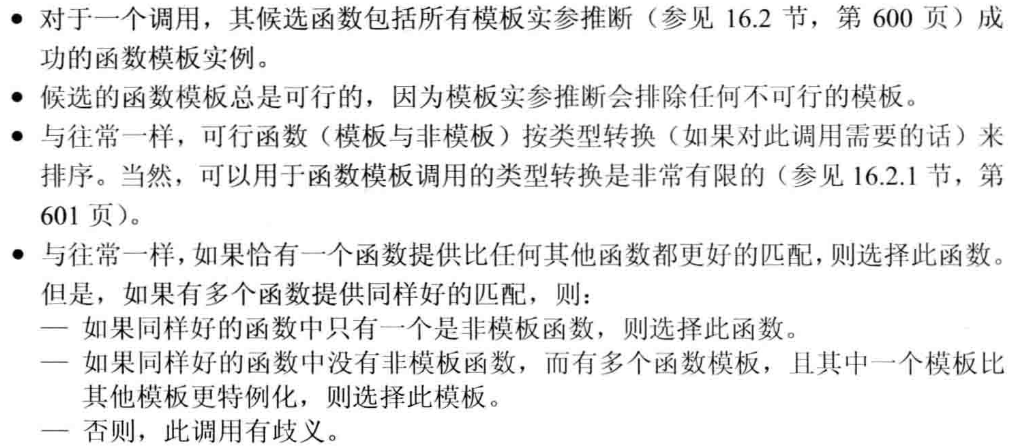 • 对于一个调用，其候选函数包括所有模板实参推断（参见 16.2 节，第 600 页）成
功的函数模板实例。
• 候选的函数模板总是可行的，因为模板实参推断会排除任何不可行的模板。
• 与往常一样，可行函数（模板与非模板）按类型转换（如果对此调用需要的话）来
排序。当然，可以用于函数模板调用的类型转换是非常有限的（参见 16.2.1 节，第
601 页）。
• 与往常一样，如果恰有一个函数提供比任何其他函数都更好的匹配，则选择此函数。
但是，如果有多个函数提供同样好的匹配，则：
— 如果同样好的函数中只有一个是非模板函数，则选择此函数。
— 如果同样好的函数中没有非模板函数，而有多个函数模板，且其中一个模板比
其他模板更特例化，则选择此模板。
— 否则，此调用有歧义。